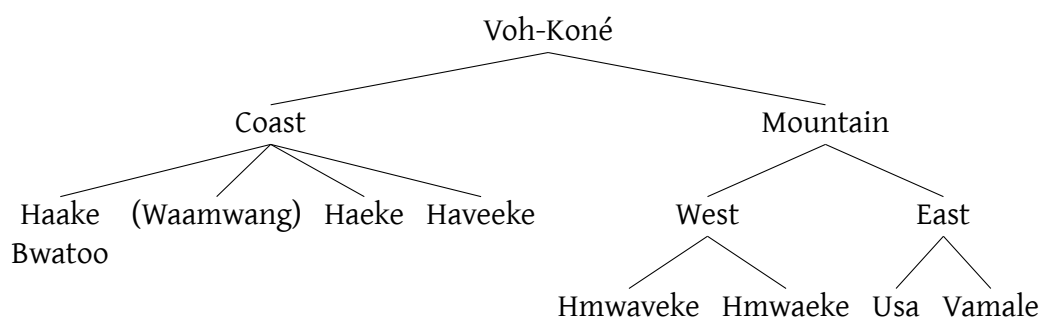 Voh-Koné
Coast Mountain
Haake (Waamwang) Haeke Haveeke West East
Bwatoo
Hmwaveke Hmwaeke Usa Vamale